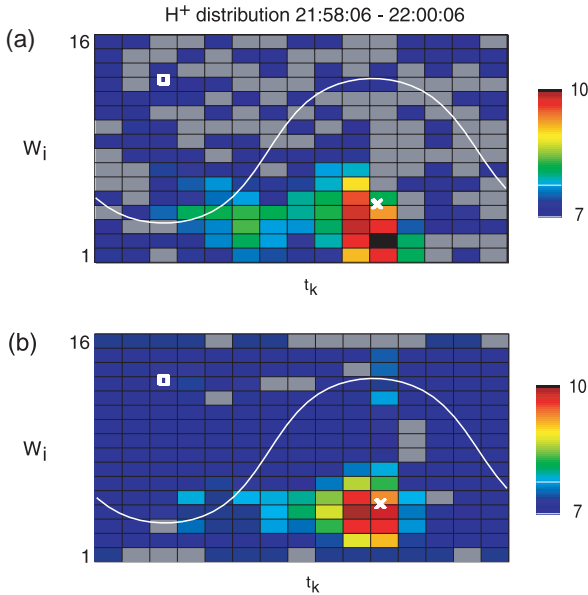 H⁺ distribution 21:58:06 - 22:00:06
(a)
16
Wᵢ
1
tₖ
10
7
(b)
16
Wᵢ
1
tₖ
10
7